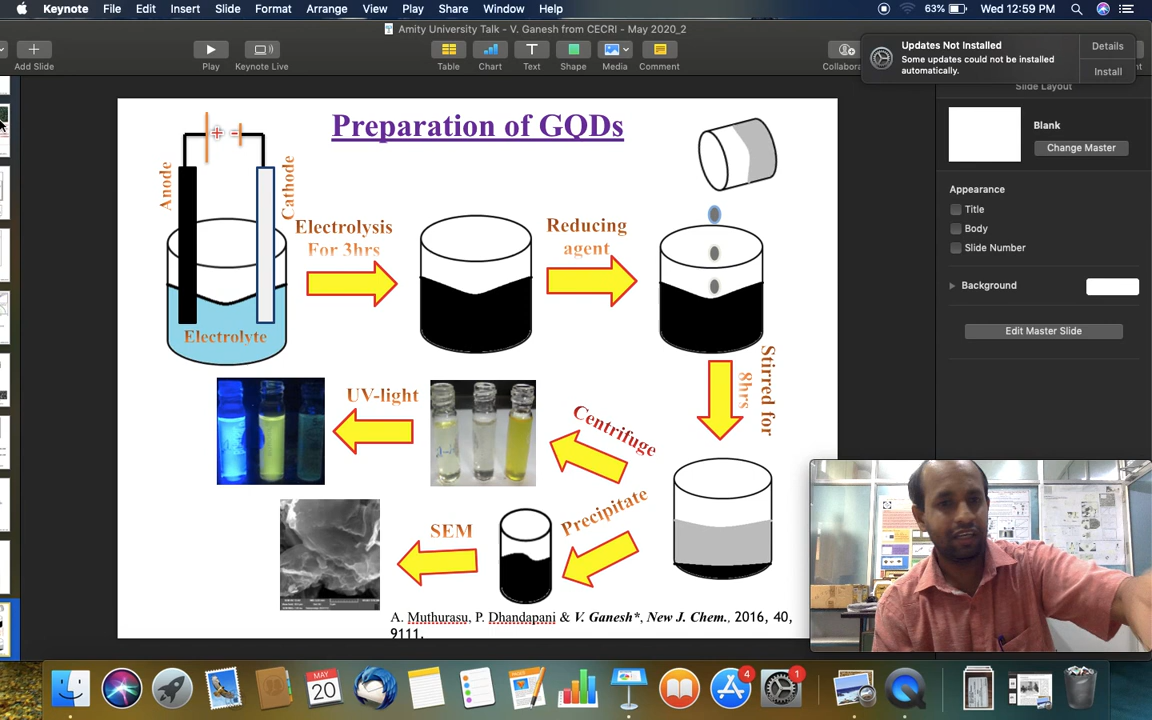 Keynote File Edit Insert Slide Format Arrange View Play Share Window Help
63% Wed 12:59 PM
Amity University Talk - V. Ganesh from CECRI - May 2020_2
Add Slide Play Keynote Live Table Chart Text Shape Media Comment Collabora
Updates Not Installed
Some updates could not be installed
automatically.
Details
Install
Slide Layout
Blank
Change Master
Appearance
Title
Body
Slide Number
Background
Edit Master Slide
Preparation of GQDs
+ -
Anode
Cathode
Electrolyte
Electrolysis
For 3hrs
Reducing
agent
Stirred for
8hrs
Centrifuge
UV-light
Precipitate
SEM
A. Muthurasu, P. Dhandapani & V. Ganesh*, New J. Chem., 2016, 40,
9111.
MAY
20
4
1